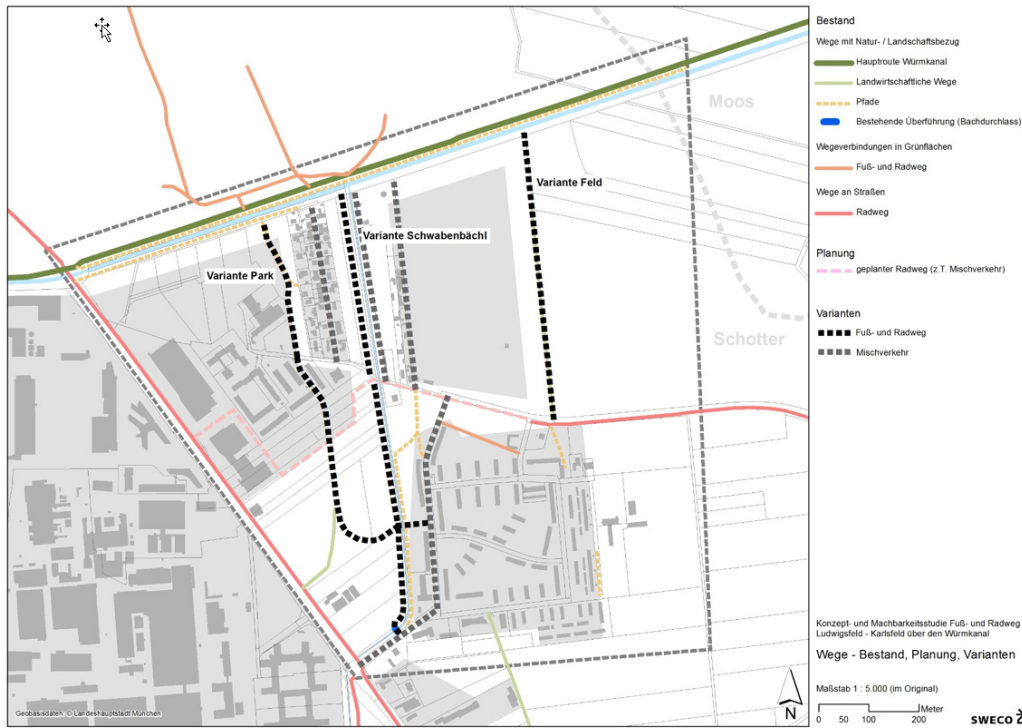 Moos
Variante Feld
Variante Schwabenbächl
Variante Park
Schotter
Geobasisdaten: © Landeshauptstadt München
Bestand
Wege mit Natur- / Landschaftsbezug
Hauptroute Würmkanal
Landwirtschaftliche Wege
Pfade
Bestehende Überführung (Bachdurchlass)
Wegeverbindungen in Grünflächen
Fuß- und Radweg
Wege an Straßen
Radweg
Planung
geplanter Radweg (z.T. Mischverkehr)
Varianten
Fuß- und Radweg
Mischverkehr
Konzept- und Machbarkeitsstudie Fuß- und Radweg
Ludwigsfeld - Karlsfeld über den Würmkanal
Wege - Bestand, Planung, Varianten
Maßstab 1 : 5.000 (im Original)
Meter
0 50 100 200
N
SWECO